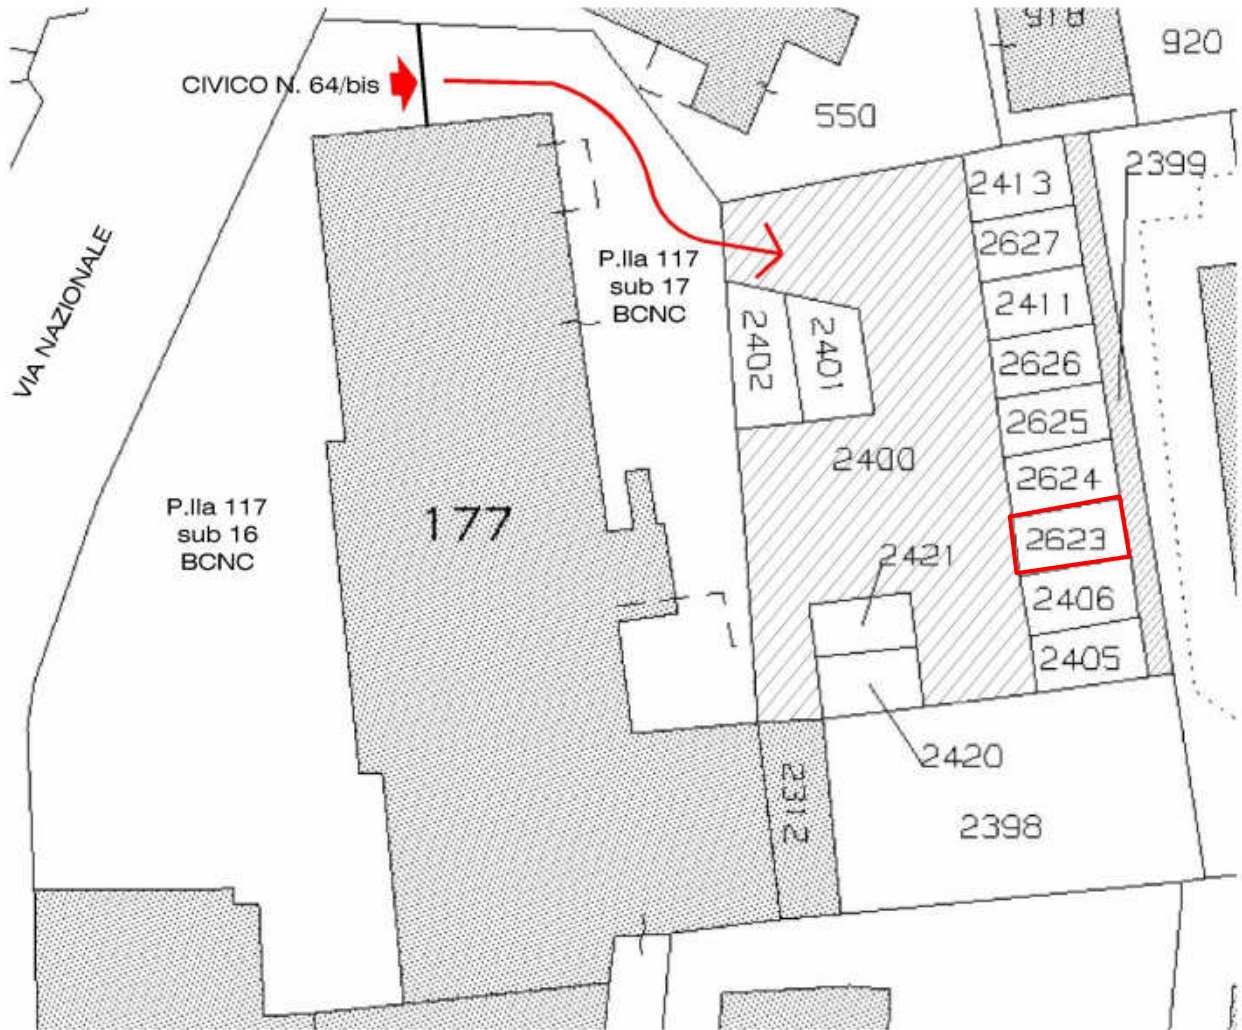 918
920
CIVICO N. 64/bis
550
2399
2413
2627
P.lla 117
sub 17
BCNC
VIA NAZIONALE
2411
2402
2401
2626
2625
2400
2624
P.lla 117
sub 16
BCNC
177
2623
2421
2406
2405
2420
2312
2398